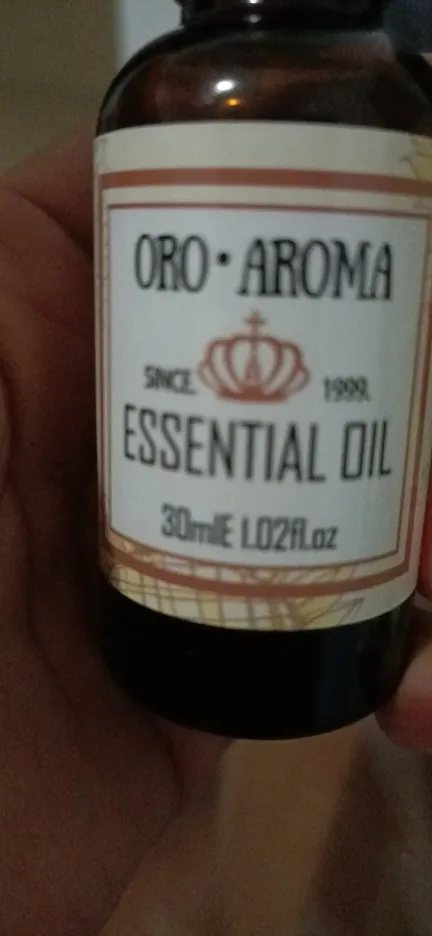 ORO·AROMA
SINCE. 1999.
ESSENTIAL OIL
30mlE 1.02fl.oz